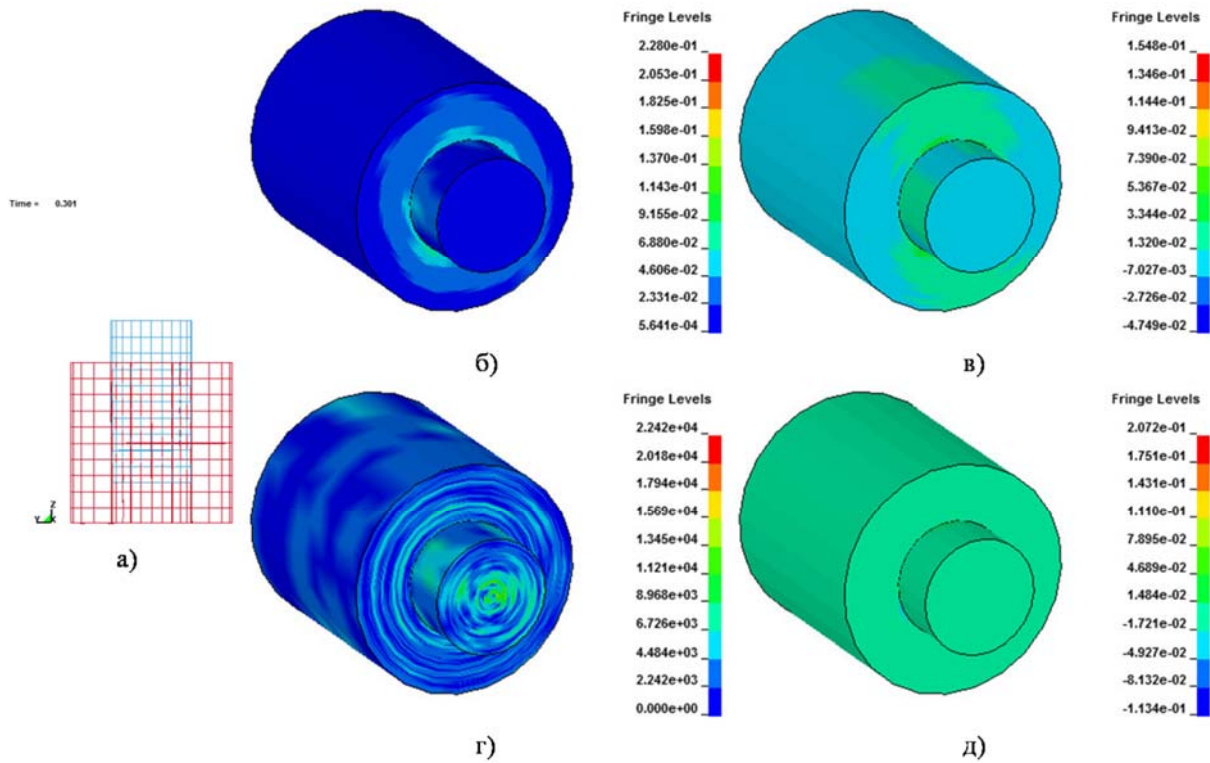 Fringe Levels
2.280e-01
2.053e-01
1.825e-01
1.598e-01
1.370e-01
1.143e-01
9.155e-02
6.880e-02
4.606e-02
2.331e-02
5.641e-04
б)
Fringe Levels
1.548e-01
1.346e-01
1.144e-01
9.413e-02
7.390e-02
5.367e-02
3.344e-02
1.320e-02
-7.027e-03
-2.726e-02
-4.749e-02
в)
Time = 0.301
Z
Y X
а)
Fringe Levels
2.242e+04
2.018e+04
1.794e+04
1.569e+04
1.345e+04
1.121e+04
8.968e+03
6.726e+03
4.484e+03
2.242e+03
0.000e+00
г)
Fringe Levels
2.072e-01
1.751e-01
1.431e-01
1.110e-01
7.895e-02
4.689e-02
1.484e-02
-1.721e-02
-4.927e-02
-8.132e-02
-1.134e-01
д)